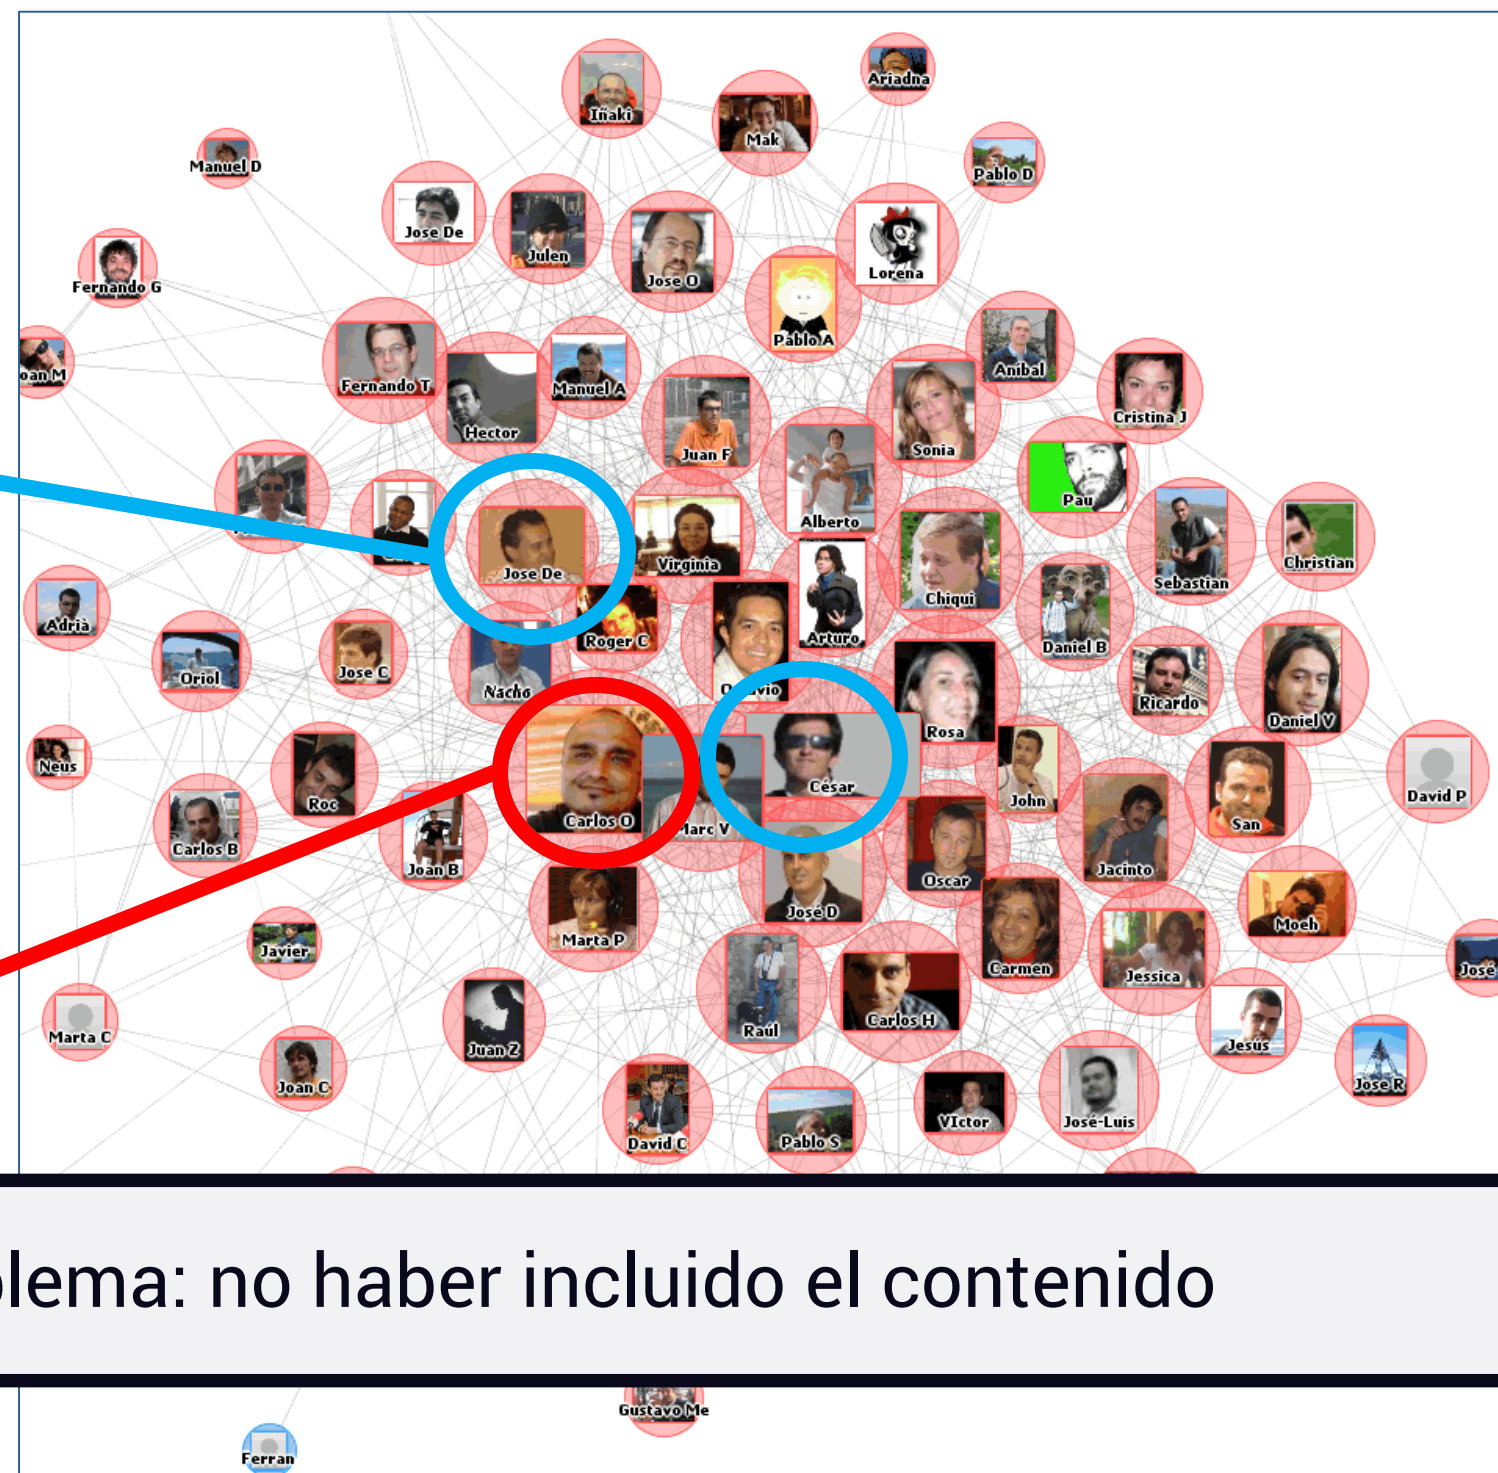 Iñaki
Ariadna
Mak
Manuel D
Pablo D
Jose De
Julen
Jose O
Lorena
Fernando G
Pablo A
oan M
Fernando T
Manuel A
Anibal
Hector
Juan F
Sonia
Cristina J
Pau
Alberto
Jose De
Virginia
Chiqui
Sebastian
Christian
Adrià
Roger C
Arturo
Daniel B
Oriol
Jose C
Nacho
Ricardo
Daniel V
Rosa
Neus
Roc
César
John
David P
Carlos B
Carlos O
Marc V
San
Joan B
Oscar
Jacinto
José D
Marta P
Moeh
Javier
Carmen
Jessica
José
Marta C
Juan Z
Raúl
Carlos H
Jesús
Joan C
Jose R
David C
Pablo S
VIctor
José-Luis
lema: no haber incluido el contenido
Gustavo Me
Ferran